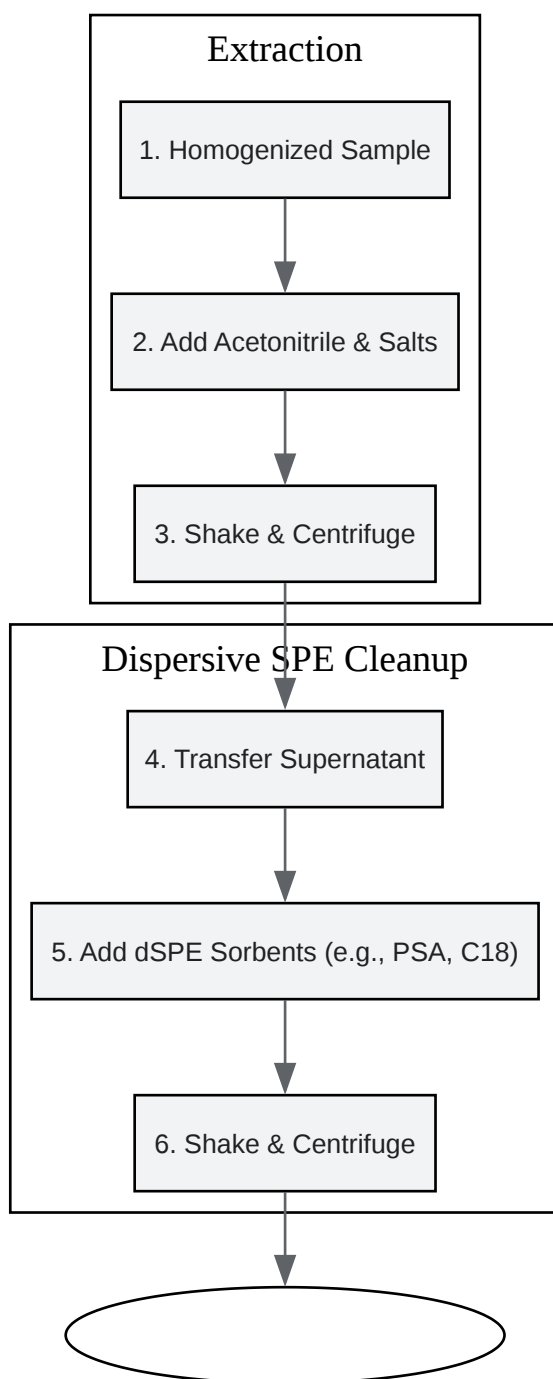 Extraction
1. Homogenized Sample
2. Add Acetonitrile & Salts
3. Shake & Centrifuge
Dispersive SPE Cleanup
4. Transfer Supernatant
5. Add dSPE Sorbents (e.g., PSA, C18)
6. Shake & Centrifuge